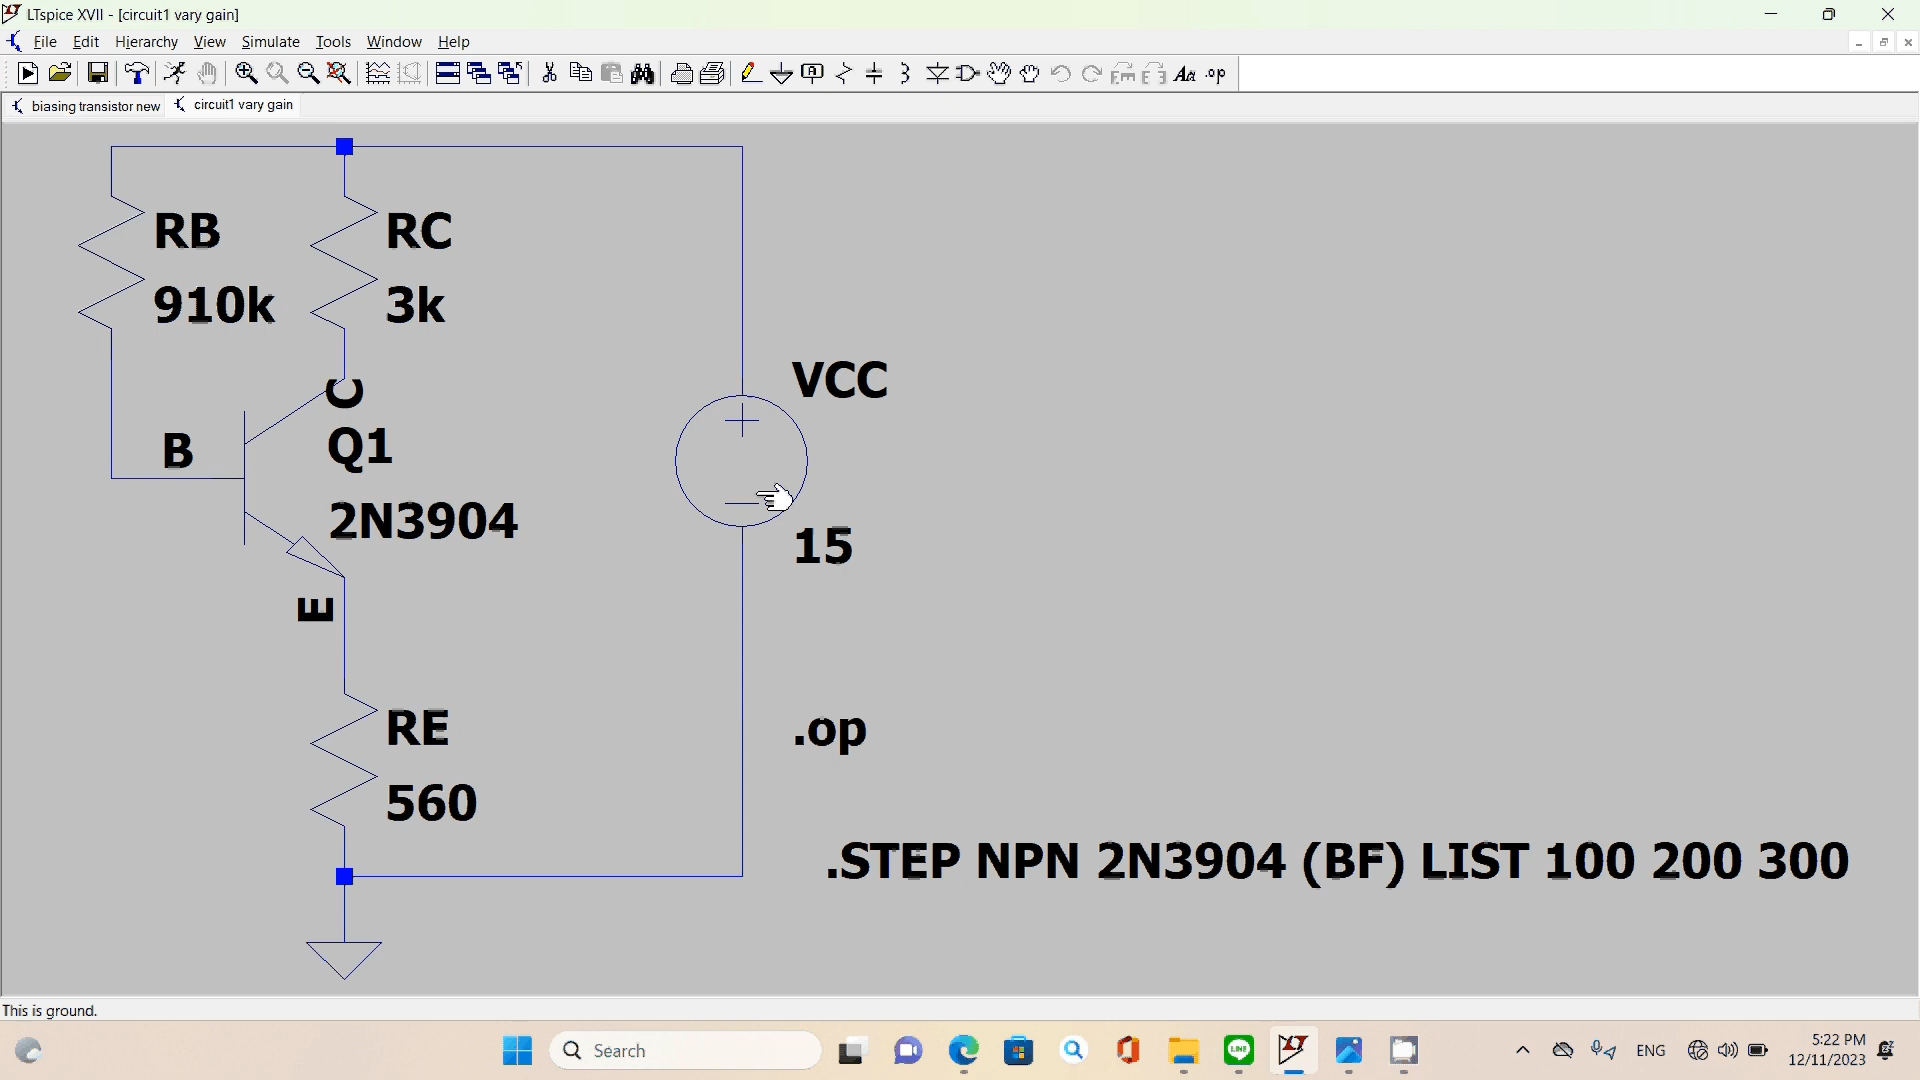 LTspice XVII - [circuit1 vary gain]
File Edit Hierarchy View Simulate Tools Window Help
.op
biasing transistor new circuit1 vary gain
RB
910k
RC
3k
C
B
Q1
2N3904
E
RE
560
VCC
15
.op
.STEP NPN 2N3904 (BF) LIST 100 200 300
This is ground.
Search
LINE
ENG
5:22 PM
12/11/2023